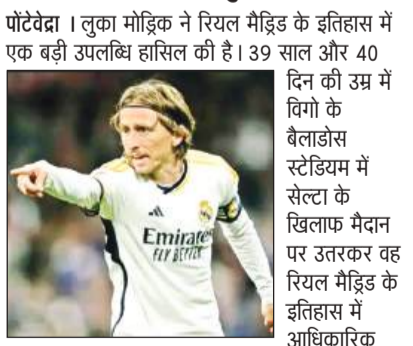 पोंटेवेद्रा । लुका मोड्रिक ने रियल मैड्रिड के इतिहास में
एक बड़ी उपलब्धि हासिल की है। 39 साल और 40
दिन की उम्र में
विगो के
बैलाडोस
स्टेडियम में
सेल्टा के
खिलाफ मैदान
पर उतरकर वह
रियल मैड्रिड के
इतिहास में
आधिकारिक
Emirates
FLY BETTER